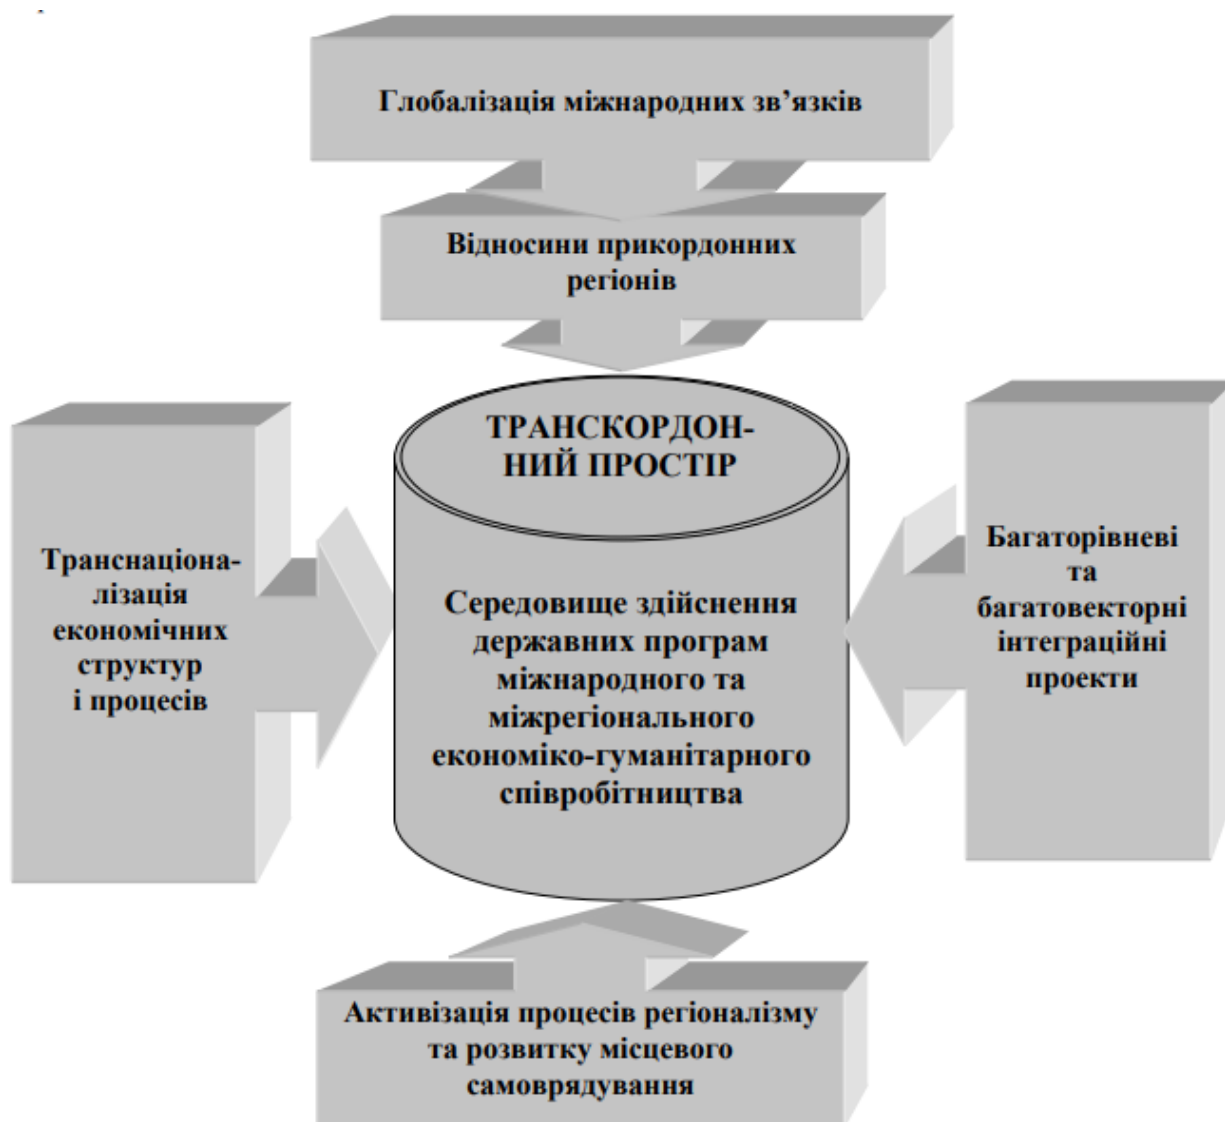 Глобалізація міжнародних зв’язків
Відносини прикордонних
регіонів
ТРАНСКОРДОН-
НИЙ ПРОСТІР
Транснаціона-
лізація
економічних
структур
і процесів
Середовище здійснення
державних програм
міжнародного та
міжрегіонального
економіко-гуманітарного
співробітництва
Багаторівневі
та
багатовекторні
інтеграційні
проекти
Активізація процесів регіоналізму
та розвитку місцевого
самоврядування